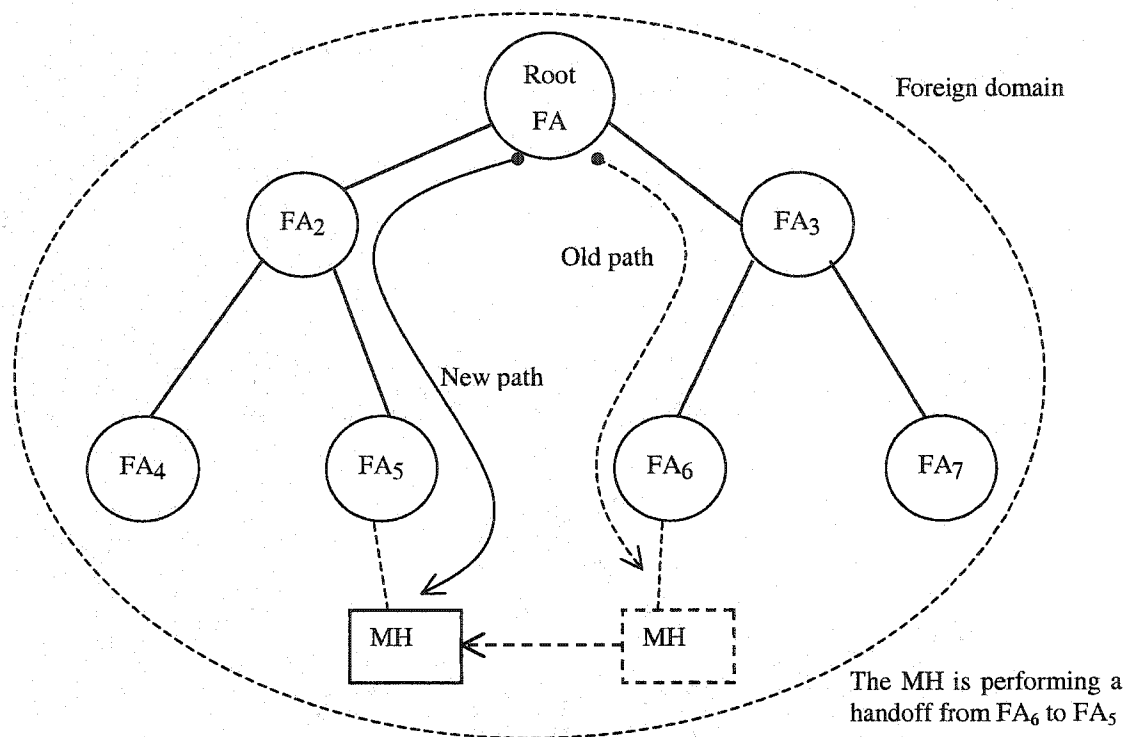 Root
FA
Foreign domain
FA2
FA3
Old path
New path
FA4
FA5
FA6
FA7
MH
MH
The MH is performing a
handoff from FA6 to FA5